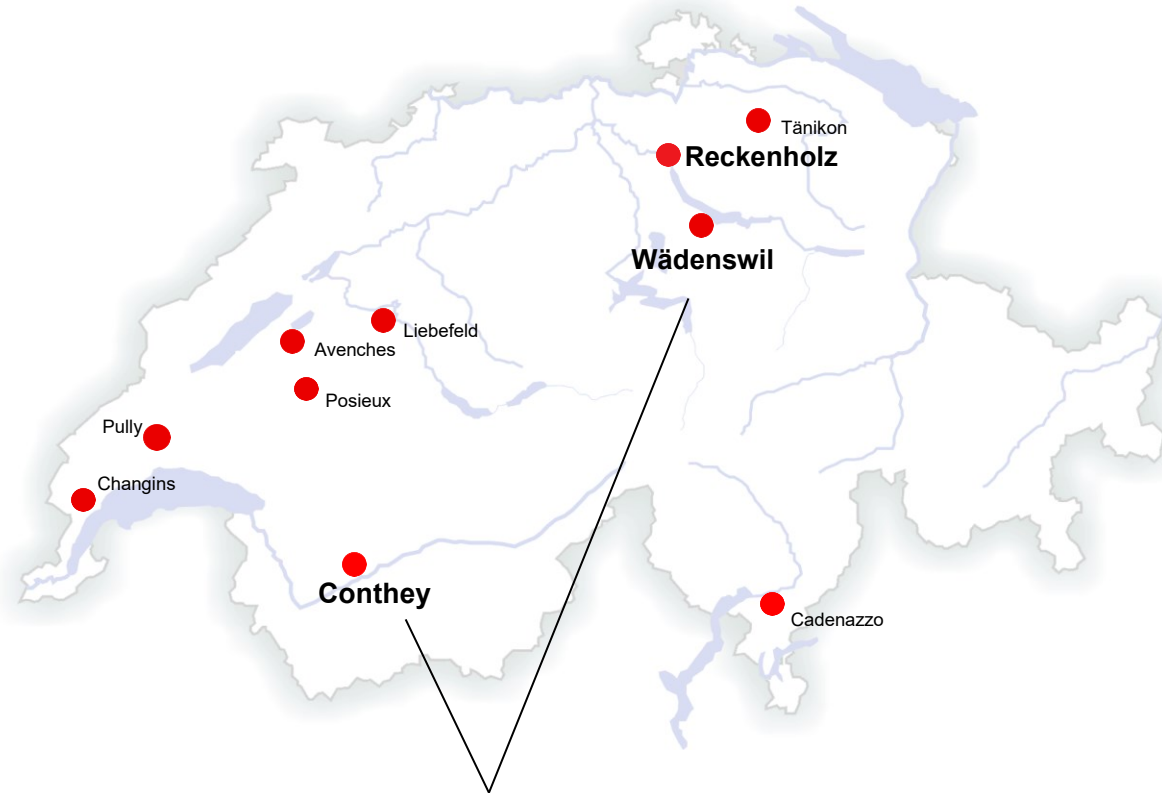 Tänikon
Reckenholz
Wädenswil
Liebefeld
Avenches
Posieux
Pully
Changins
Conthey
Cadenazzo